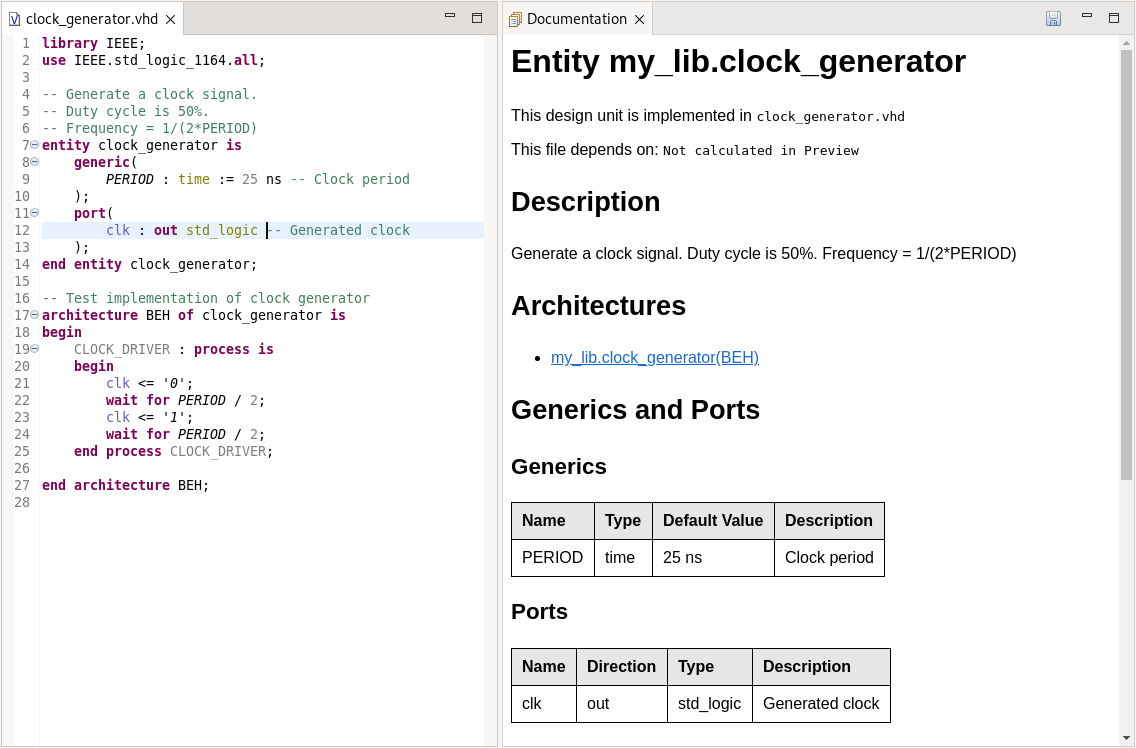 clock_generator.vhd
1 library IEEE;
2 use IEEE.std_logic_1164.all;
3
4 -- Generate a clock signal.
5 -- Duty cycle is 50%.
6 -- Frequency = 1/(2*PERIOD)
7 entity clock_generator is
8     generic(
9         PERIOD : time := 25 ns -- Clock period
10     );
11     port(
12         clk : out std_logic -- Generated clock
13     );
14 end entity clock_generator;
15
16 -- Test implementation of clock generator
17 architecture BEH of clock_generator is
18 begin
19     CLOCK_DRIVER : process is
20     begin
21         clk <= '0';
22         wait for PERIOD / 2;
23         clk <= '1';
24         wait for PERIOD / 2;
25     end process CLOCK_DRIVER;
26
27 end architecture BEH;
28
Documentation
Entity my_lib.clock_generator
This design unit is implemented in clock_generator.vhd
This file depends on: Not calculated in Preview
Description
Generate a clock signal. Duty cycle is 50%. Frequency = 1/(2*PERIOD)
Architectures
• my_lib.clock_generator(BEH)
Generics and Ports
Generics
Name Type Default Value Description
PERIOD time 25 ns Clock period
Ports
Name Direction Type Description
clk out std_logic Generated clock